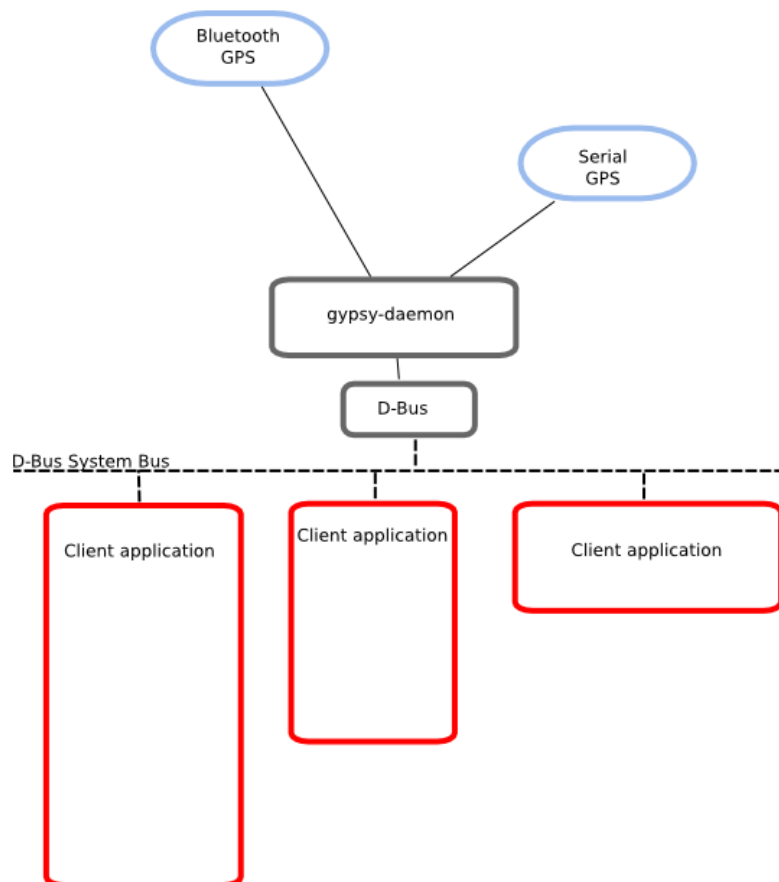 Bluetooth
GPS
Serial
GPS
gypsy-daemon
D-Bus
D-Bus System Bus
Client application
Client application
Client application